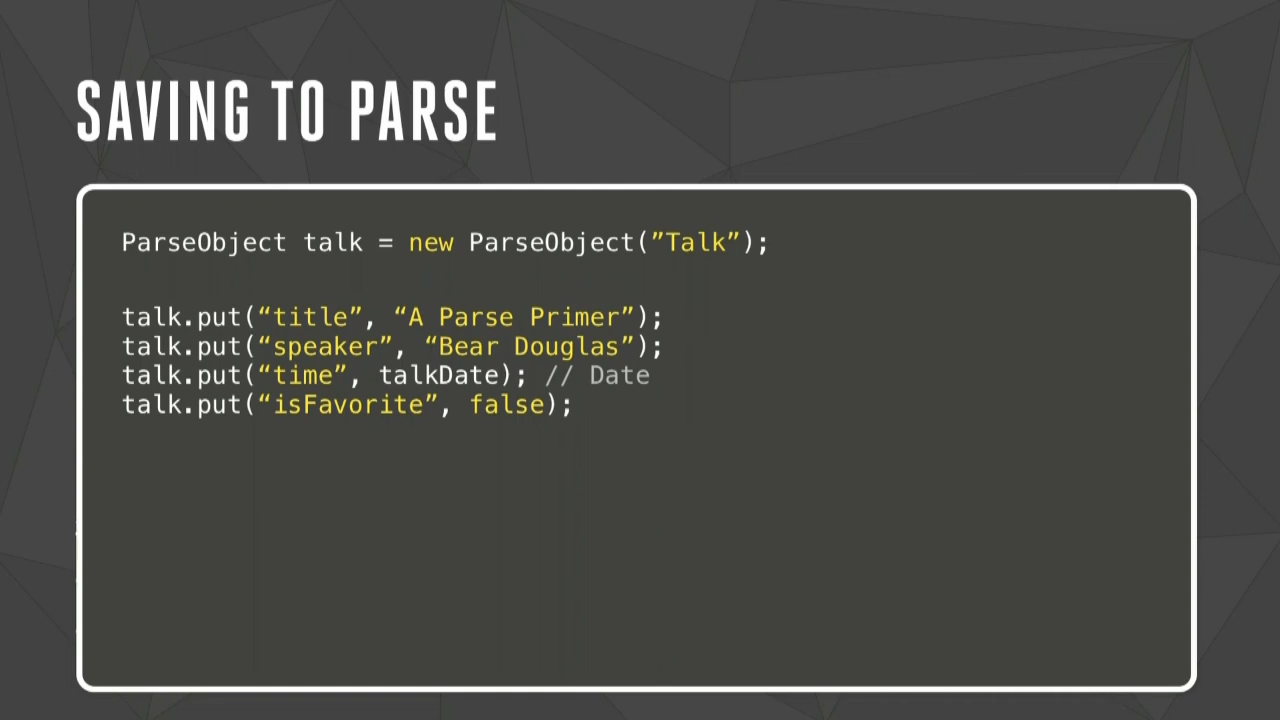 SAVING TO PARSE
ParseObject talk = new ParseObject(”Talk”);
talk.put(“title”, “A Parse Primer”);
talk.put(“speaker”, “Bear Douglas”);
talk.put(“time”, talkDate); // Date
talk.put(“isFavorite”, false);